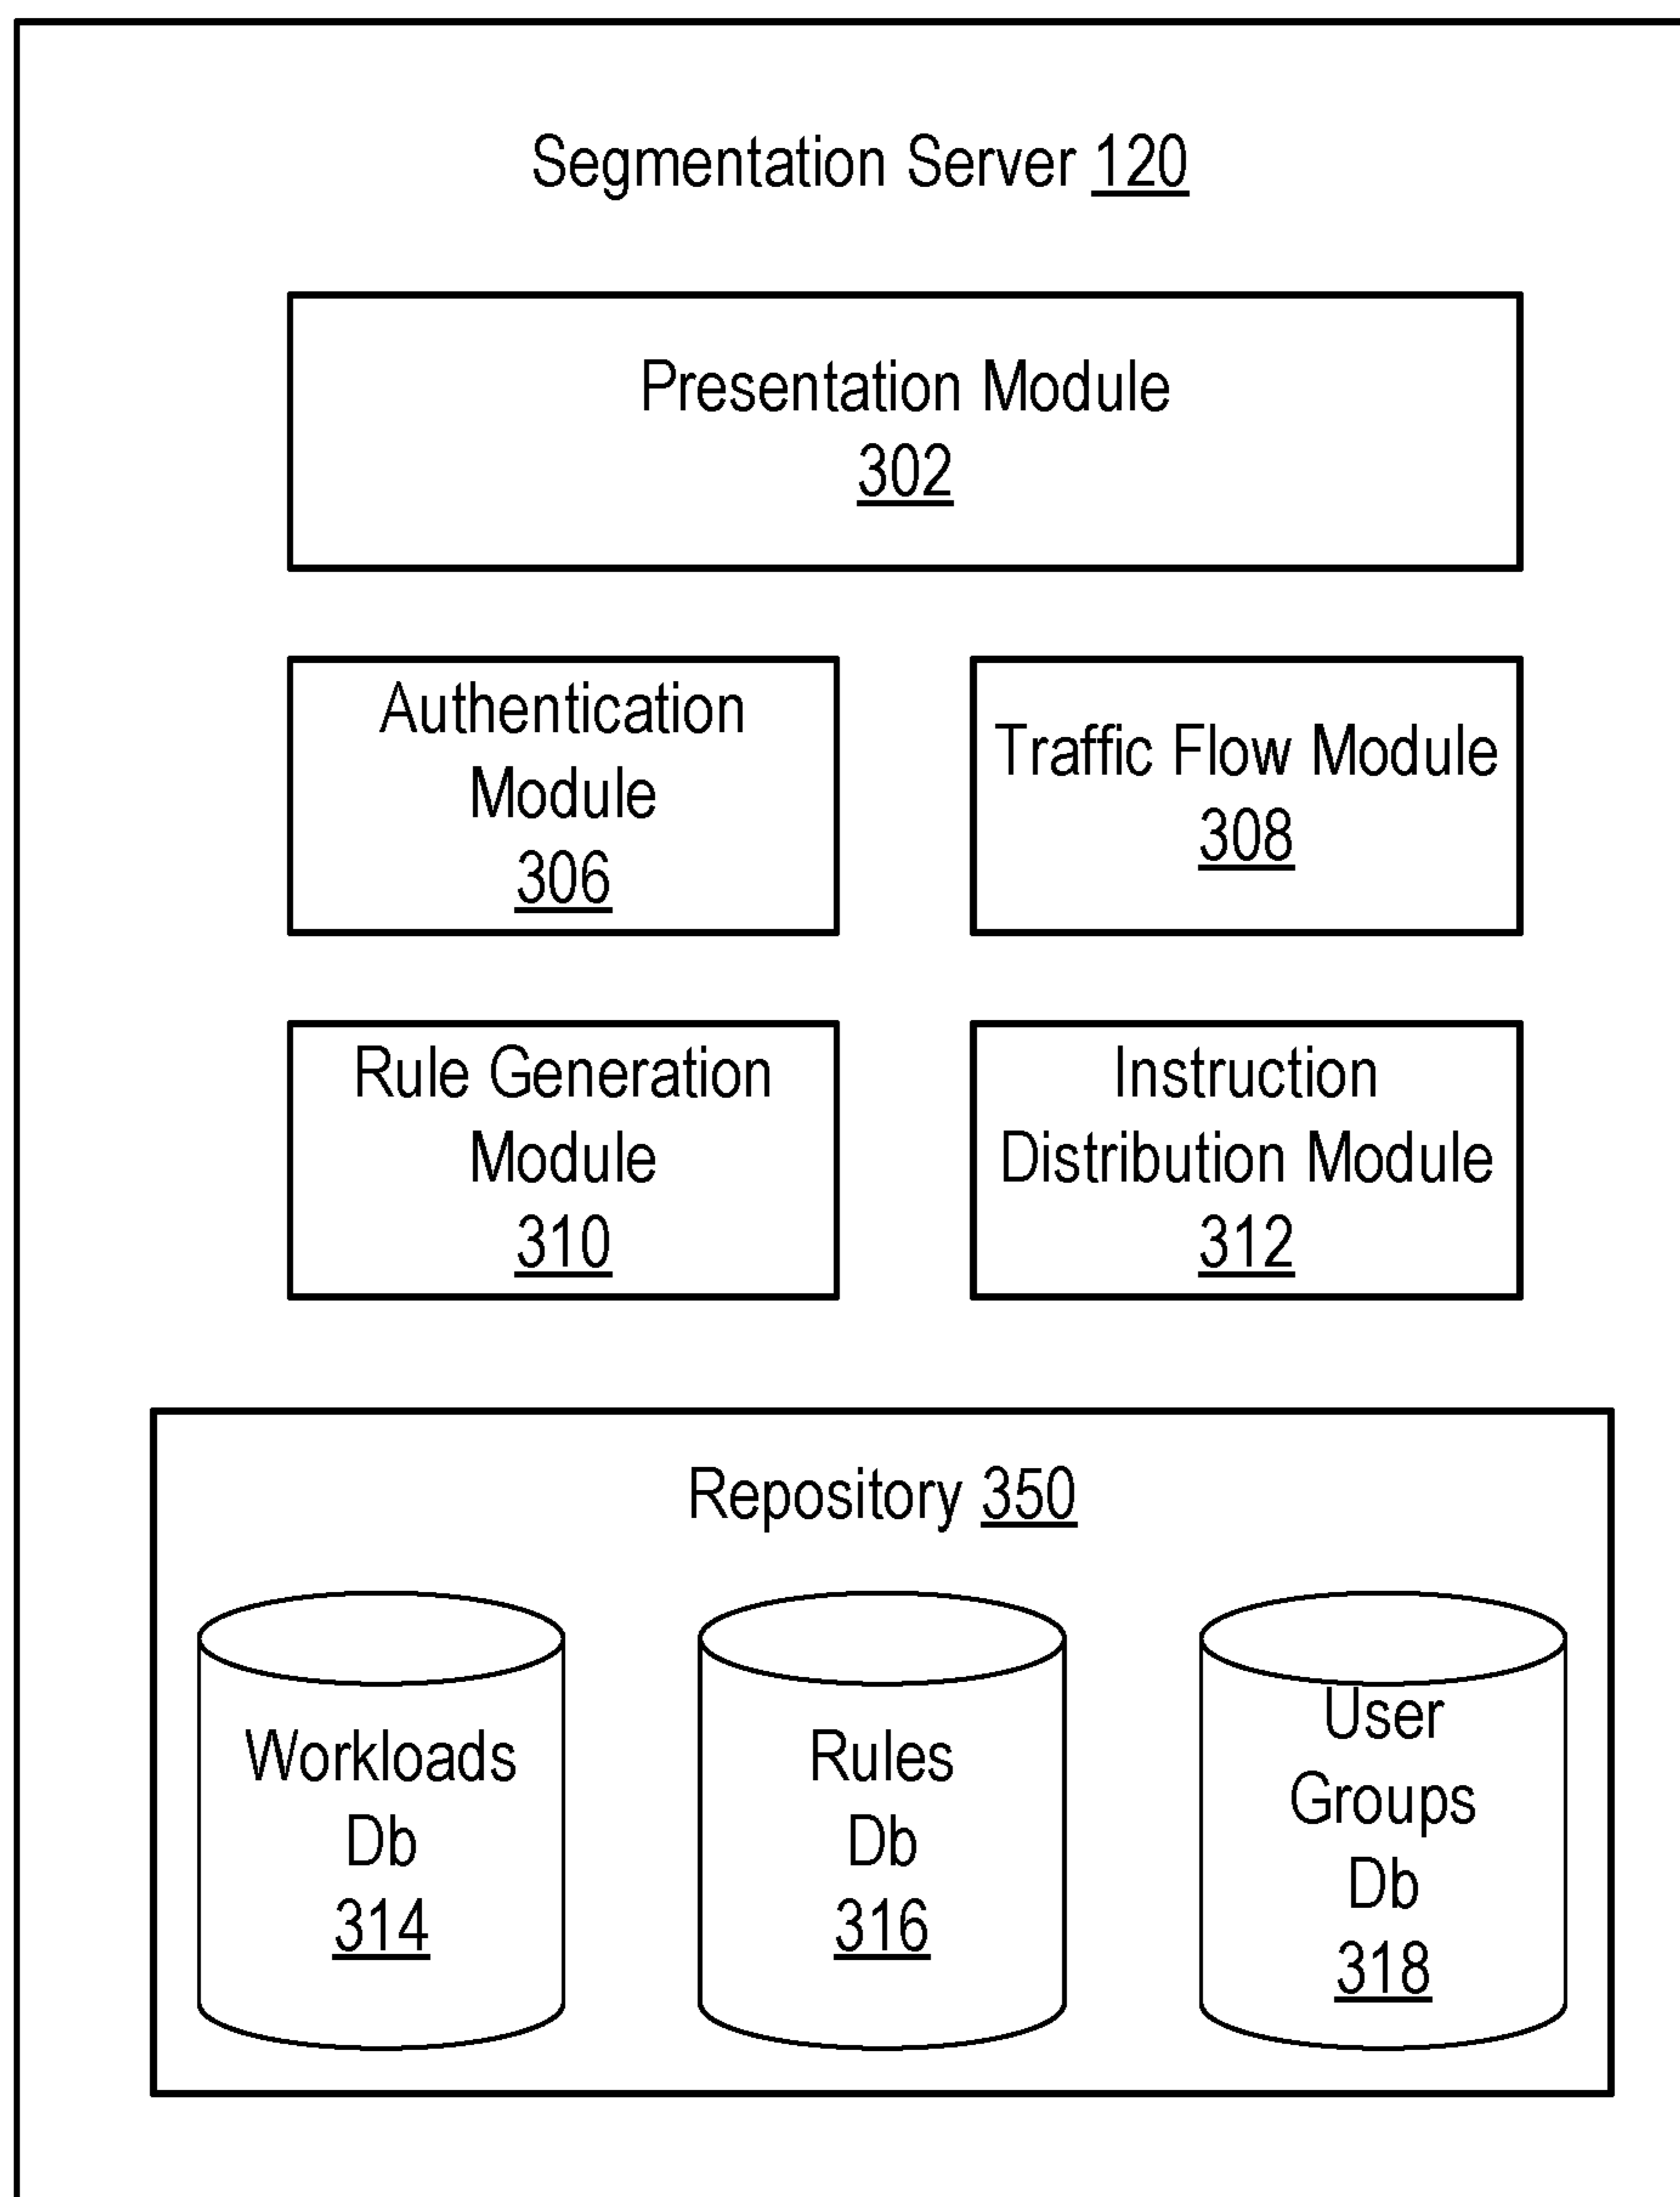 Segmentation Server 120
Presentation Module
302
Authentication
Module
306
Traffic Flow Module
308
Rule Generation
Module
310
Instruction
Distribution Module
312
Repository 350
Workloads
Db
314
Rules
Db
316
User
Groups
Db
318